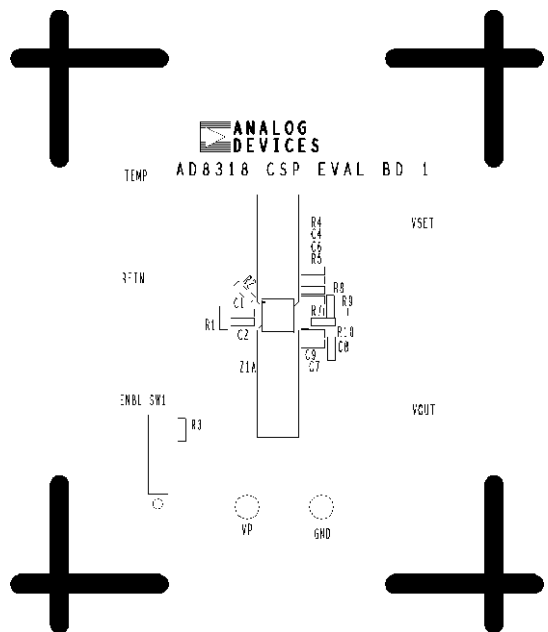 ANALOG
DEVICES
AD8318 CSP EVAL BD 1
TEMP
R4
C4
C6
R5
VSET
RFIN
R2
R8
C1
R9
R1
C2
R10
C8
Z1A
C9
C7
ENBL SW1
VOUT
R3
VP
GND